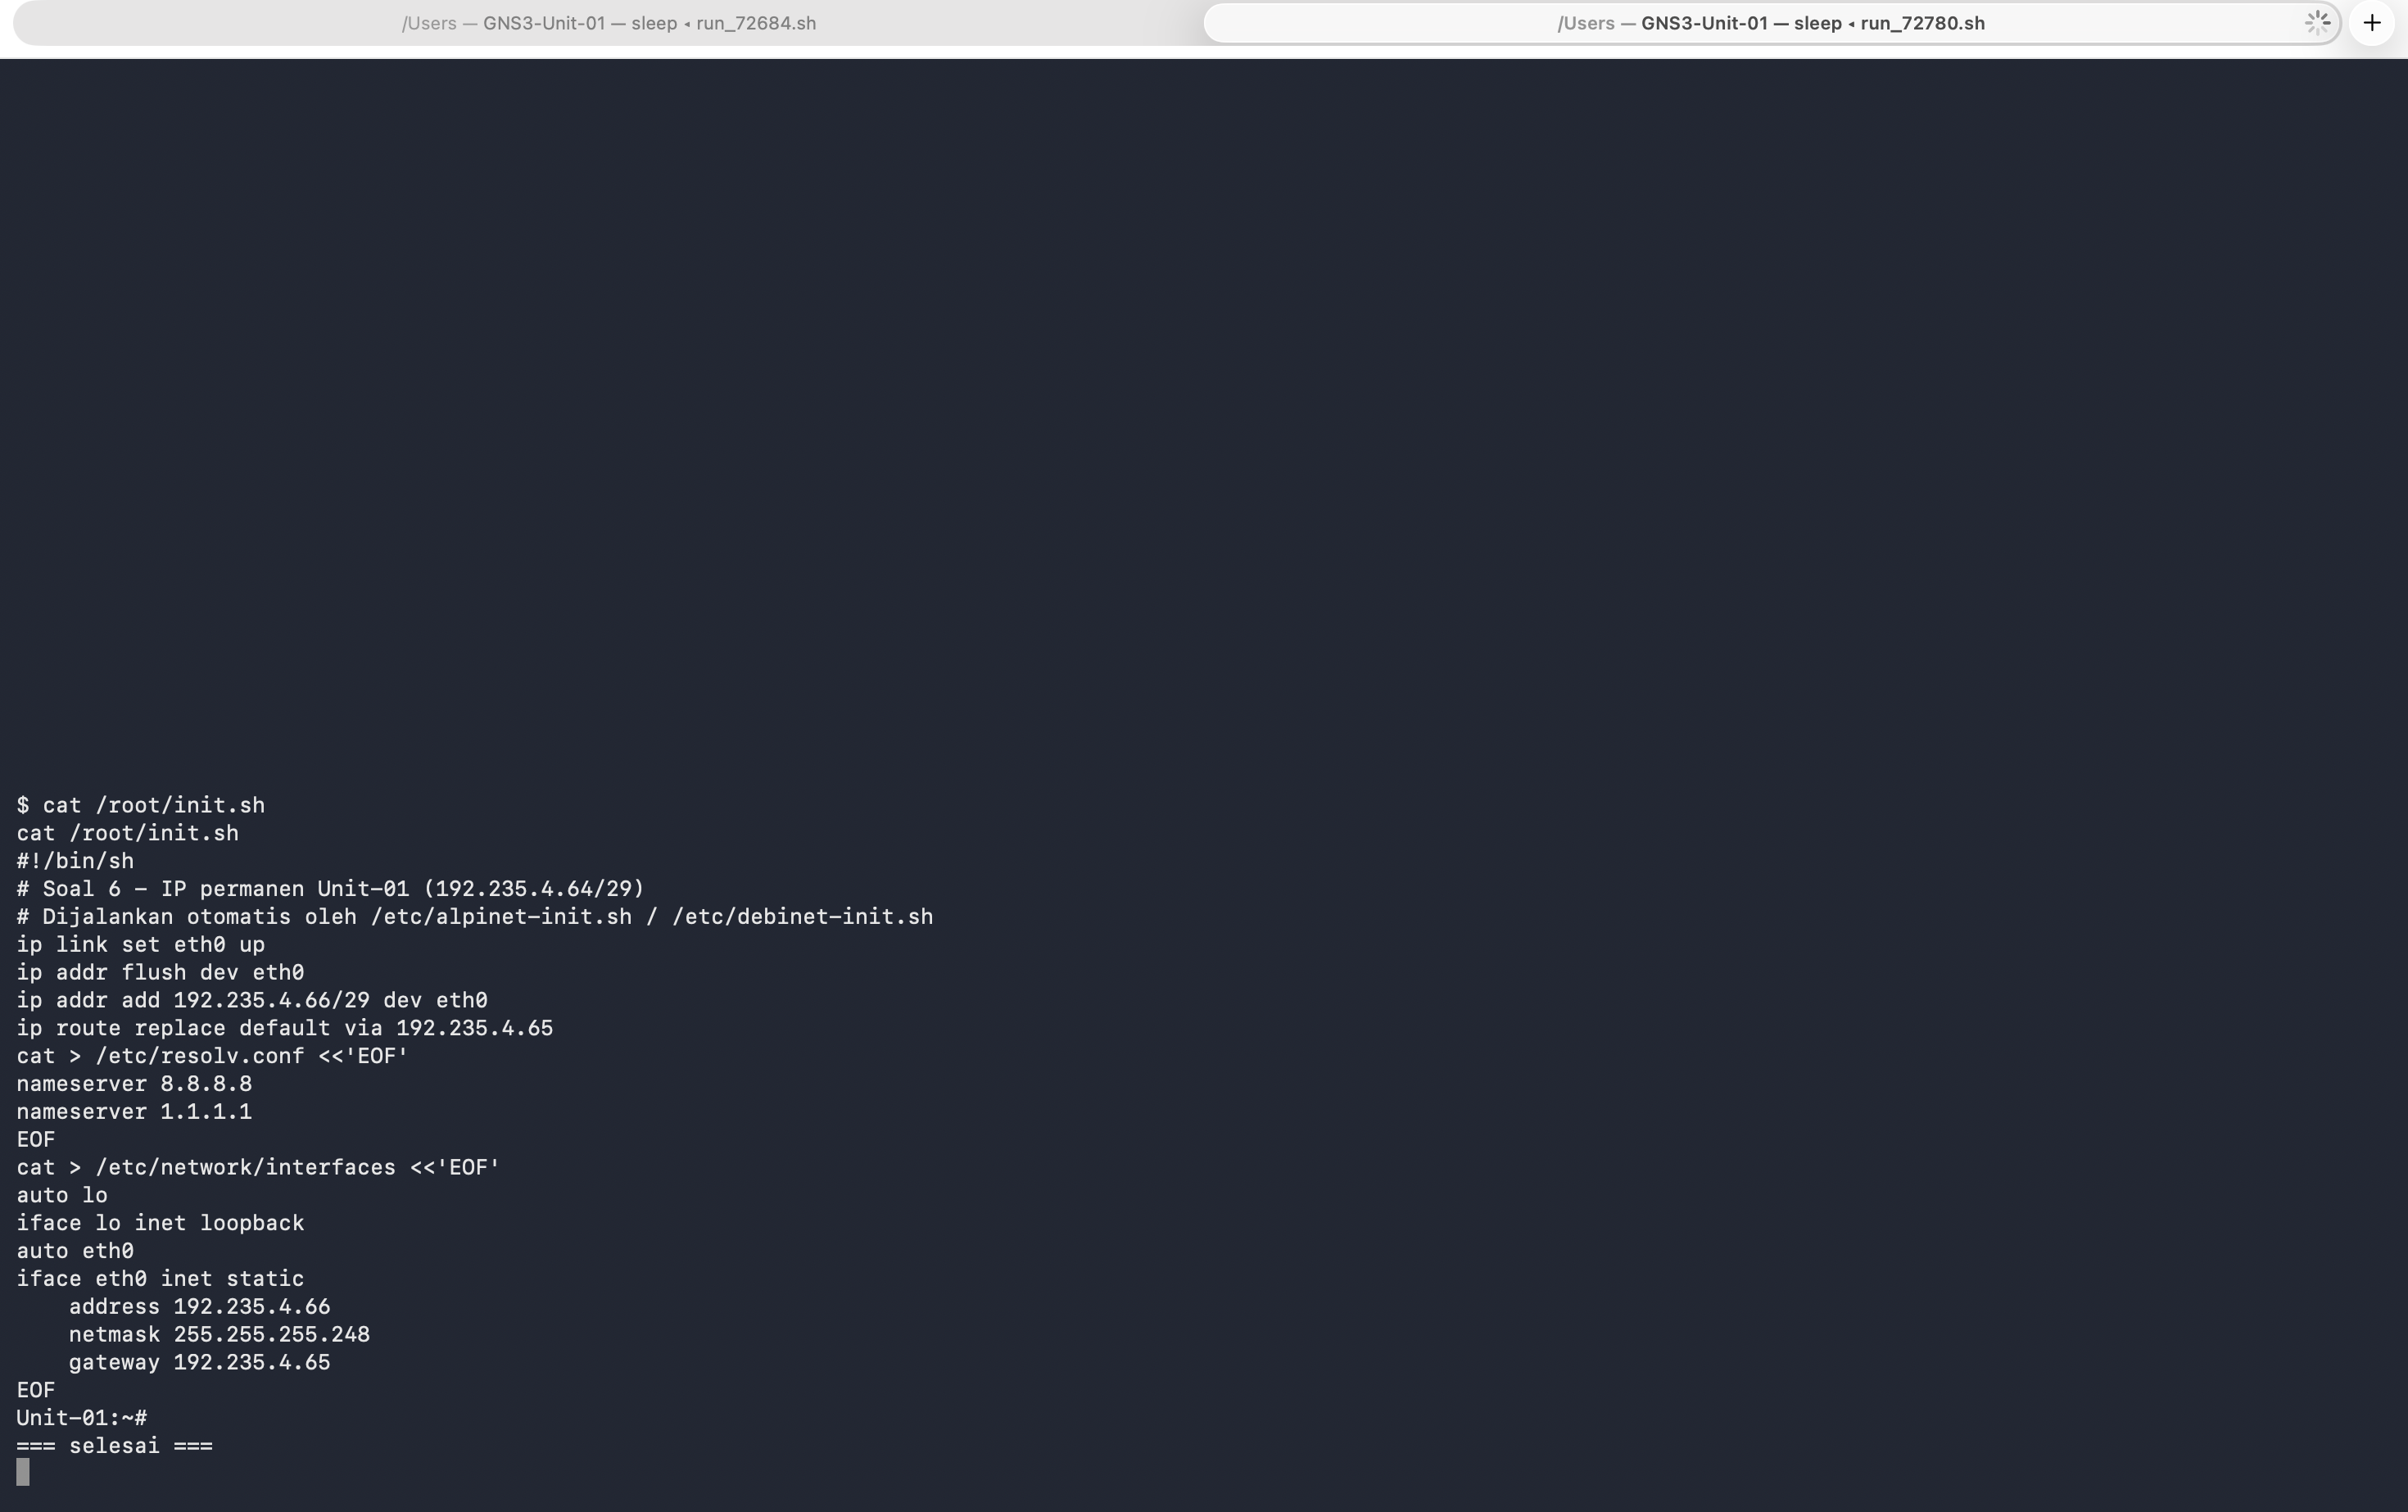 /Users — GNS3-Unit-01 — sleep ◂ run_72684.sh
/Users — GNS3-Unit-01 — sleep ◂ run_72780.sh
+
$ cat /root/init.sh
cat /root/init.sh
#!/bin/sh
# Soal 6 - IP permanen Unit-01 (192.235.4.64/29)
# Dijalankan otomatis oleh /etc/alpinet-init.sh / /etc/debinet-init.sh
ip link set eth0 up
ip addr flush dev eth0
ip addr add 192.235.4.66/29 dev eth0
ip route replace default via 192.235.4.65
cat > /etc/resolv.conf <<'EOF'
nameserver 8.8.8.8
nameserver 1.1.1.1
EOF
cat > /etc/network/interfaces <<'EOF'
auto lo
iface lo inet loopback
auto eth0
iface eth0 inet static
    address 192.235.4.66
    netmask 255.255.255.248
    gateway 192.235.4.65
EOF
Unit-01:~#
=== selesai ===